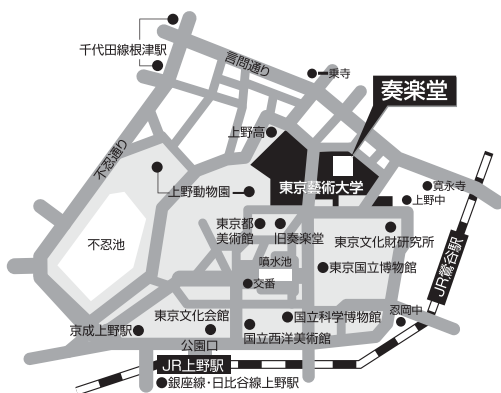 千代田線根津駅
言問通り
一乗寺
奏楽堂
上野高
不忍通り
東京藝術大学
上野動物園
寛永寺
上野中
東京都
美術館
旧奏楽堂
東京文化財研究所
不忍池
噴水池
東京国立博物館
JR鶯谷駅
交番
東京文化会館
国立科学博物館
忍岡中
京成上野駅
公園口
国立西洋美術館
JR上野駅
銀座線・日比谷線上野駅